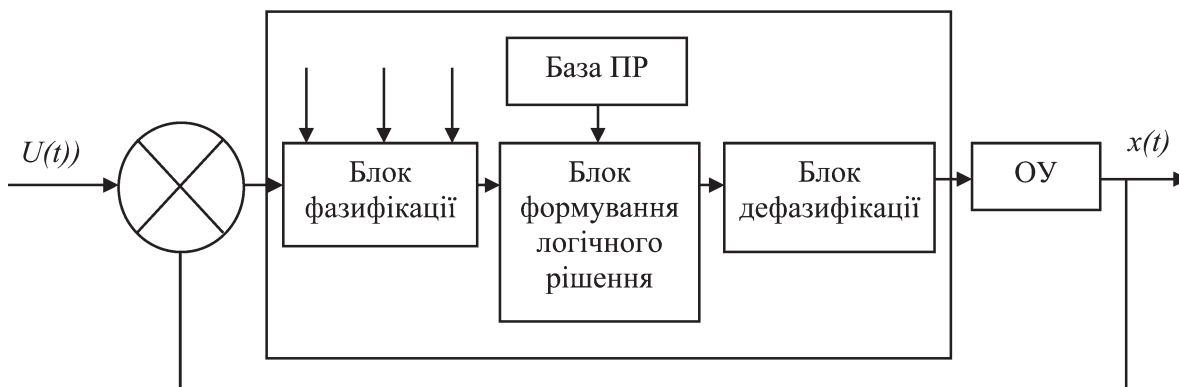 База ПР
U(t))
x(t)
Блок
фазифікації
Блок
формування
логічного
рішення
Блок
дефазифікації
ОУ